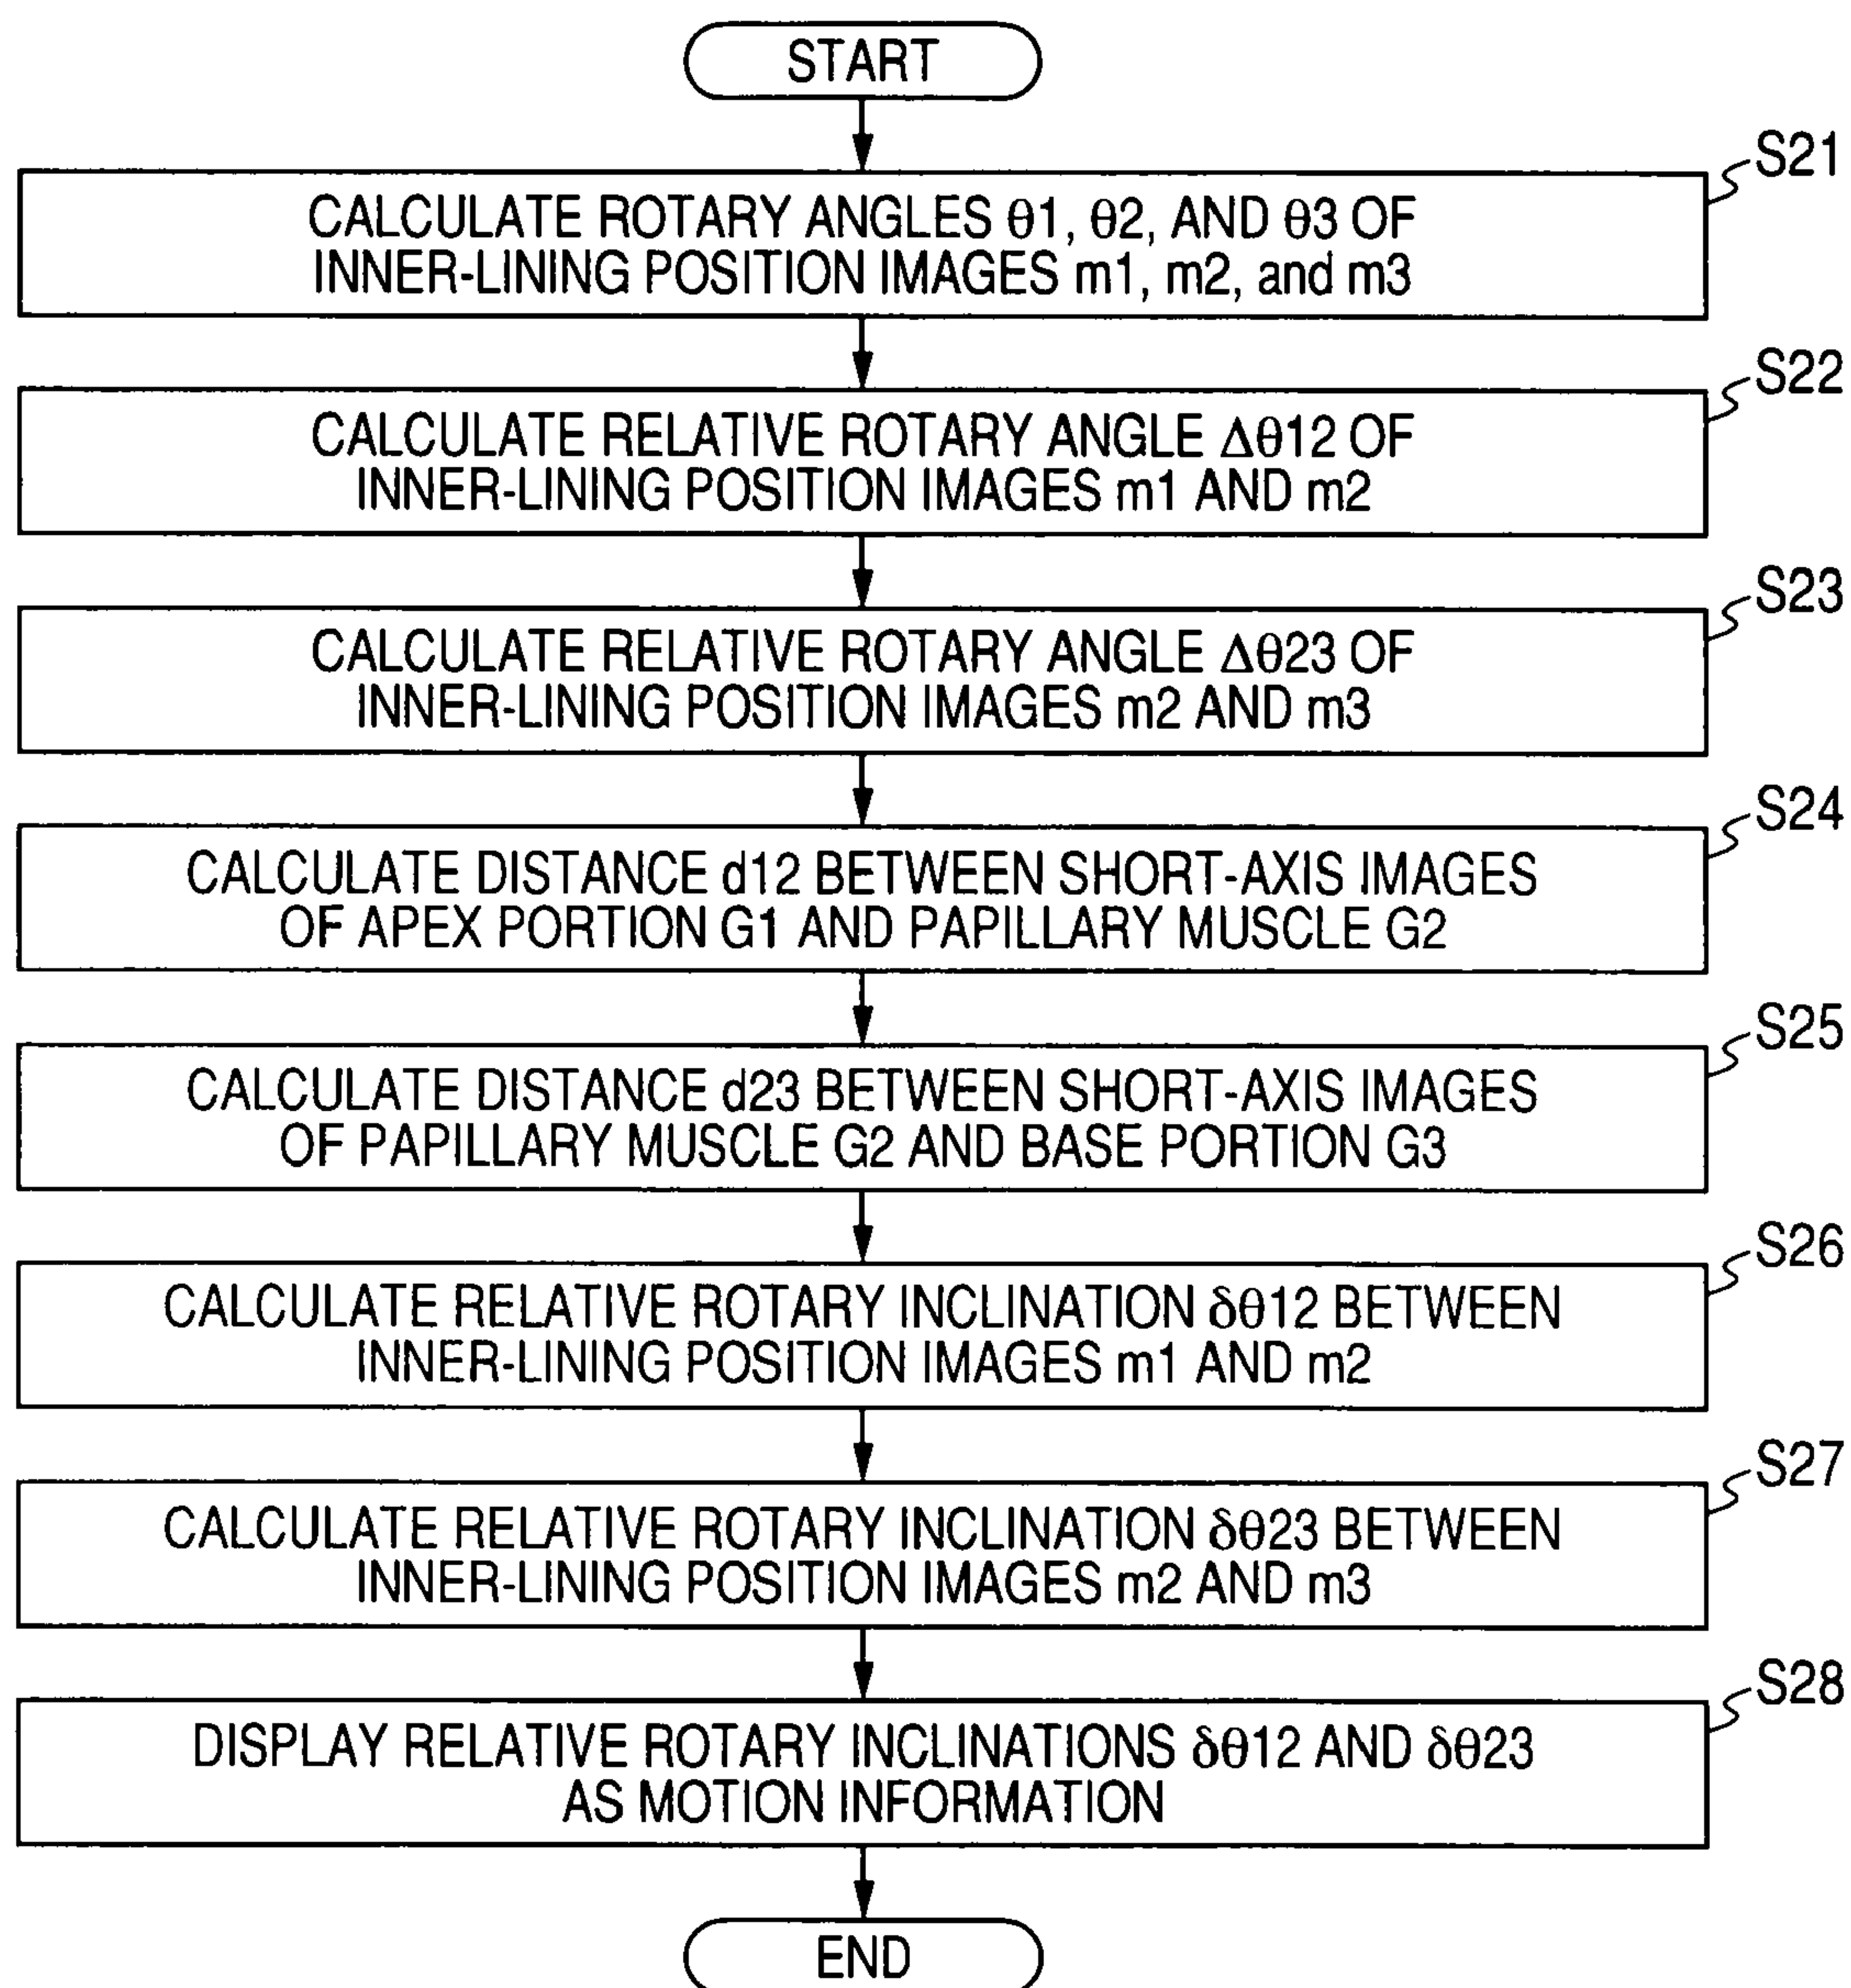 START
S21
CALCULATE ROTARY ANGLES θ1, θ2, AND θ3 OF
INNER-LINING POSITION IMAGES m1, m2, and m3
S22
CALCULATE RELATIVE ROTARY ANGLE Δθ12 OF
INNER-LINING POSITION IMAGES m1 AND m2
S23
CALCULATE RELATIVE ROTARY ANGLE Δθ23 OF
INNER-LINING POSITION IMAGES m2 AND m3
S24
CALCULATE DISTANCE d12 BETWEEN SHORT-AXIS IMAGES
OF APEX PORTION G1 AND PAPILLARY MUSCLE G2
S25
CALCULATE DISTANCE d23 BETWEEN SHORT-AXIS IMAGES
OF PAPILLARY MUSCLE G2 AND BASE PORTION G3
S26
CALCULATE RELATIVE ROTARY INCLINATION δθ12 BETWEEN
INNER-LINING POSITION IMAGES m1 AND m2
S27
CALCULATE RELATIVE ROTARY INCLINATION δθ23 BETWEEN
INNER-LINING POSITION IMAGES m2 AND m3
S28
DISPLAY RELATIVE ROTARY INCLINATIONS δθ12 AND δθ23
AS MOTION INFORMATION
END